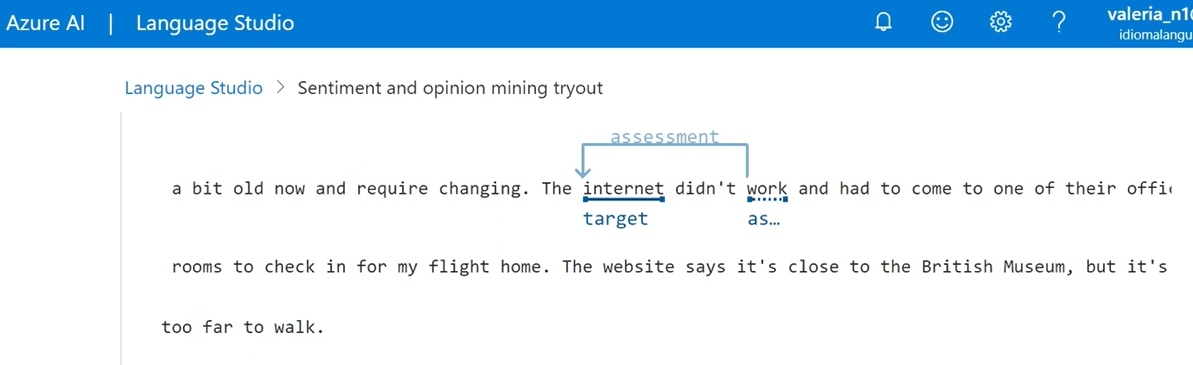 Azure AI | Language Studio
valeria_n1
idiomalangu
Language Studio > Sentiment and opinion mining tryout
assessment
a bit old now and require changing. The internet didn't work and had to come to one of their offi
target as…
rooms to check in for my flight home. The website says it's close to the British Museum, but it's
too far to walk.